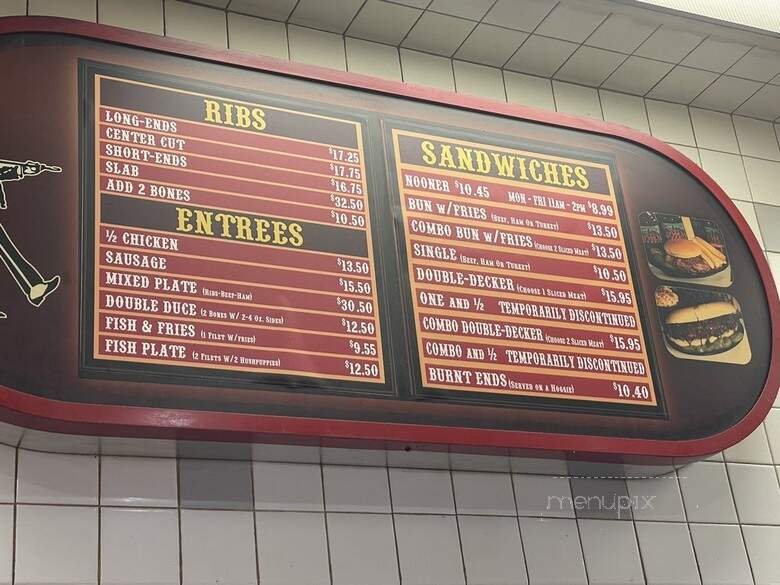 RIBS
LONG-ENDS $17.25
CENTER CUT $17.75
SHORT-ENDS $16.75
SLAB $32.50
ADD 2 BONES $10.50
ENTREES
½ CHICKEN $13.50
SAUSAGE $15.50
MIXED PLATE (RIBS-BEEF-HAM) $30.50
DOUBLE DUCE (2 BONES W/ 2-4 OZ. SIDES) $12.50
FISH & FRIES (1 FILET W/FRIES) $9.55
FISH PLATE (2 FILETS W/2 HUSHPUPPIES) $12.50
SANDWICHES
NOONER $10.45 MON - FRI 11AM - 2PM $8.99
BUN W/FRIES (BEEF, HAM OR TURKEY) $13.50
COMBO BUN W/FRIES (CHOOSE 2 SLICED MEAT) $13.50
SINGLE (BEEF, HAM OR TURKEY) $10.50
DOUBLE-DECKER (CHOOSE 1 SLICED MEAT) $15.95
ONE AND ½ TEMPORARILY DISCONTINUED
COMBO DOUBLE-DECKER (CHOOSE 2 SLICED MEAT) $15.95
COMBO AND ½ TEMPORARILY DISCONTINUED
BURNT ENDS (SERVED ON A HOGGIE) $10.40
menupix